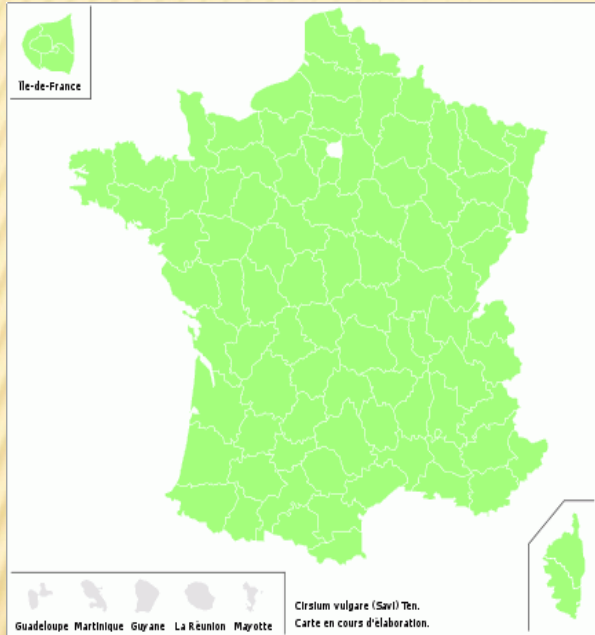 Île-de-France
Guadeloupe Martinique Guyane La Réunion Mayotte
Cirsium vulgare (Savi) Ten.
Carte en cours d'élaboration.